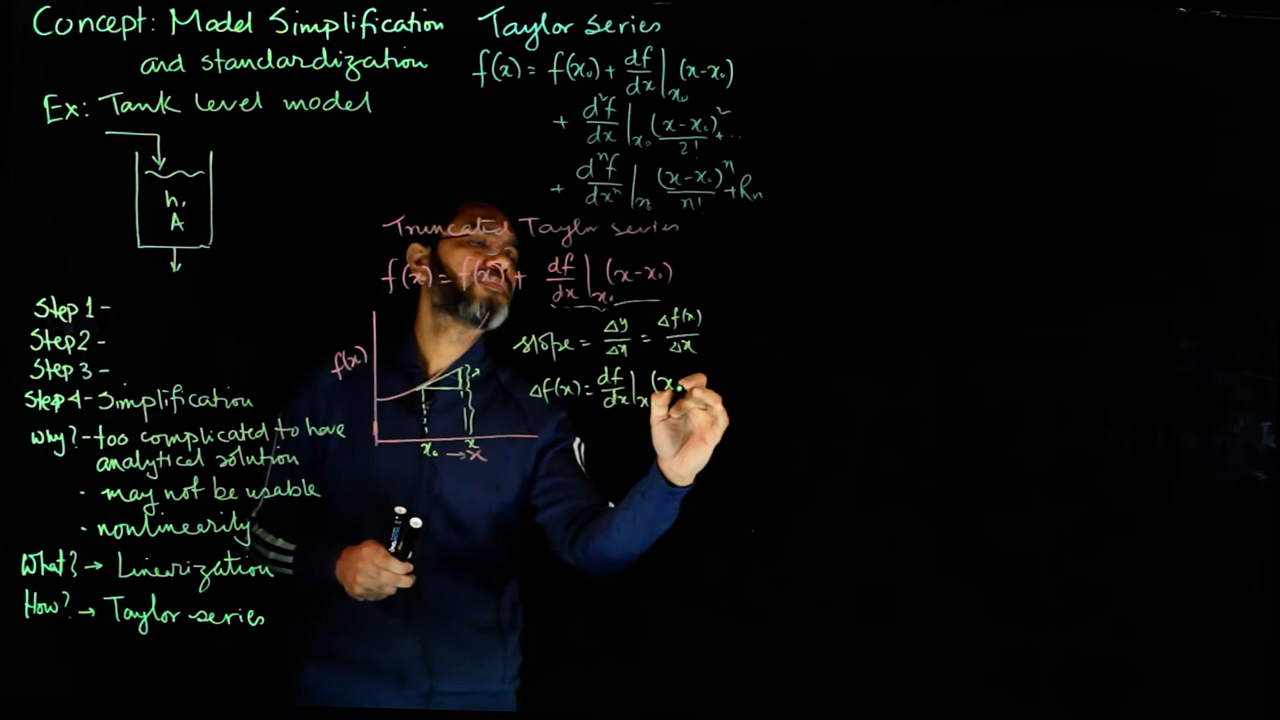 Concept: Model Simplification
and standardization
Ex: Tank level model
h,
A
Step 1 -
Step 2 -
Step 3 -
Step 4 - Simplification
Why? - too complicated to have
analytical solution
· may not be usable
· nonlineerity
What? → Linerization
How? → Taylor series
Taylor series
f(x) = f(x₀) + df/dx |x₀ (x-x₀)
+ d²f/dx |x₀ (x-x₀)²/2! + ..
+ dⁿf/dxⁿ |x₀ (x-x₀)ⁿ/n! + Rn
Truncated Taylor series
f(x) = f(x₀) + df/dx |x₀ (x-x₀)
f(x)
x₀ x
→ x
slope = Δy/Δx = Δf(x)/Δx
Δf(x) = df/dx |x (x